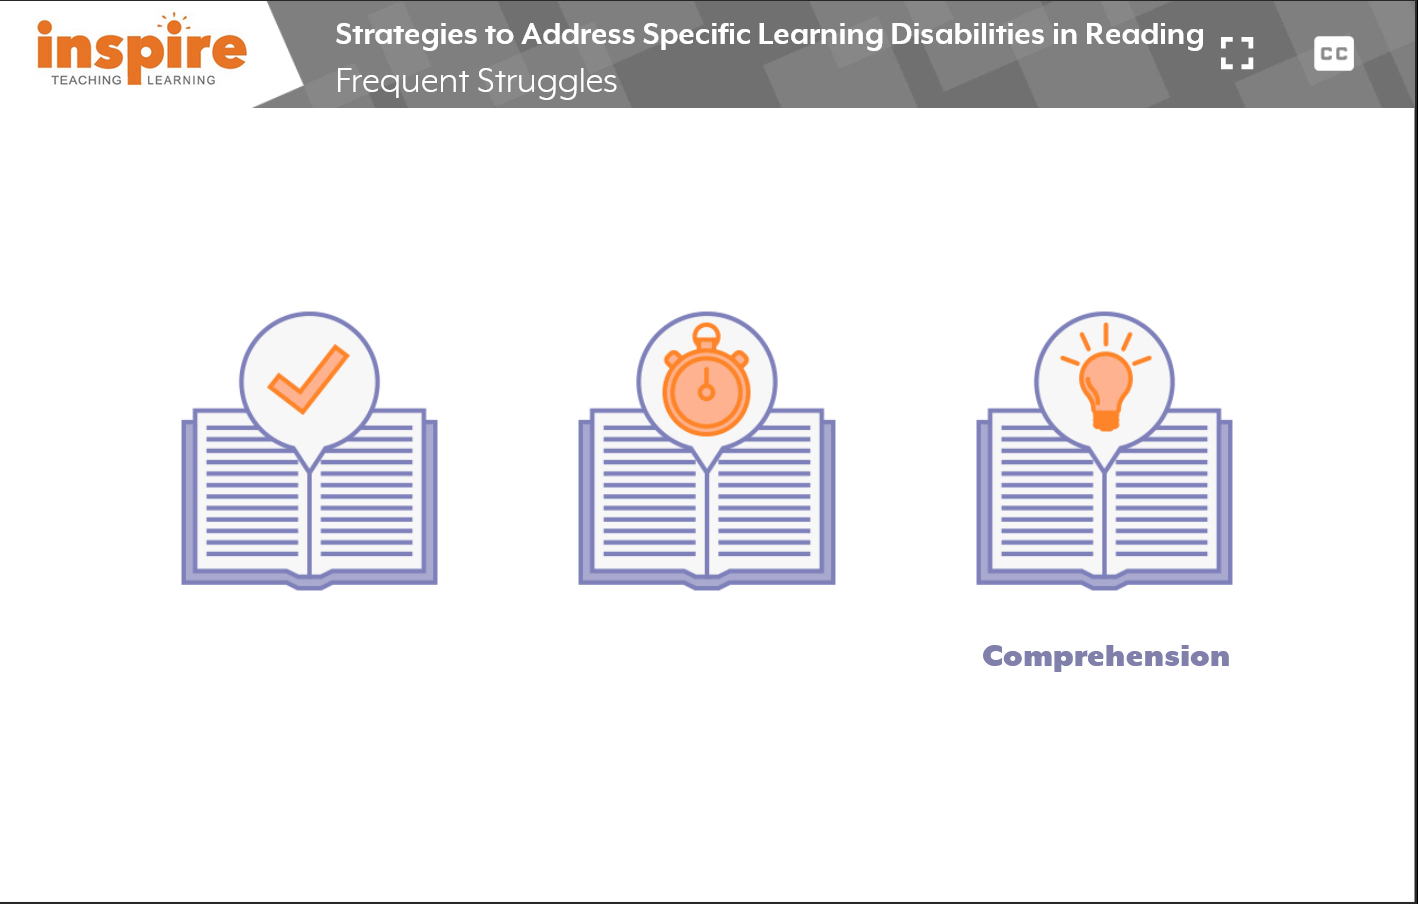 inspire
TEACHING LEARNING
Strategies to Address Specific Learning Disabilities in Reading
Frequent Struggles
CC
Comprehension